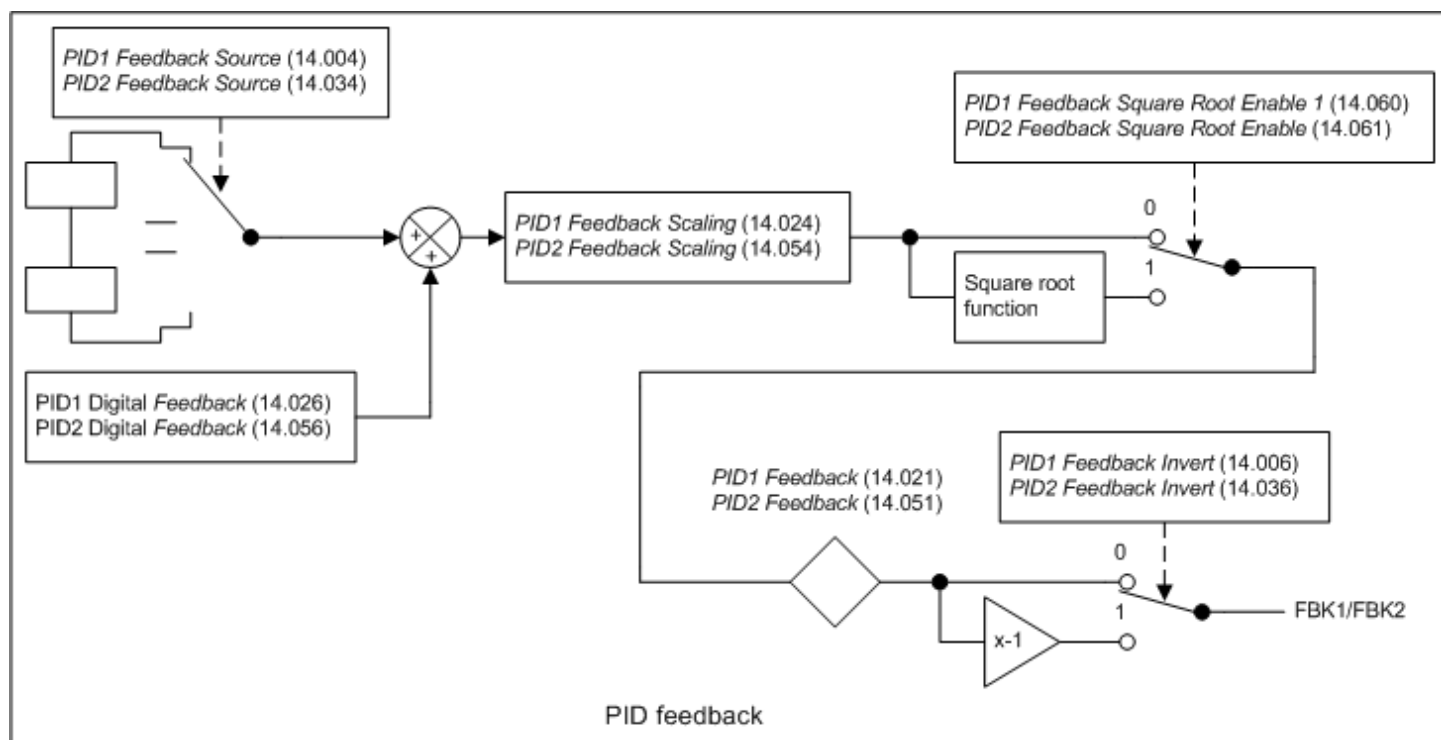 PID1 Feedback Source (14.004)
PID2 Feedback Source (14.034)
PID1 Feedback Square Root Enable 1 (14.060)
PID2 Feedback Square Root Enable (14.061)
+
+
PID1 Feedback Scaling (14.024)
PID2 Feedback Scaling (14.054)
0
1
Square root
function
PID1 Digital Feedback (14.026)
PID2 Digital Feedback (14.056)
PID1 Feedback (14.021)
PID2 Feedback (14.051)
PID1 Feedback Invert (14.006)
PID2 Feedback Invert (14.036)
0
1
x-1
FBK1/FBK2
PID feedback